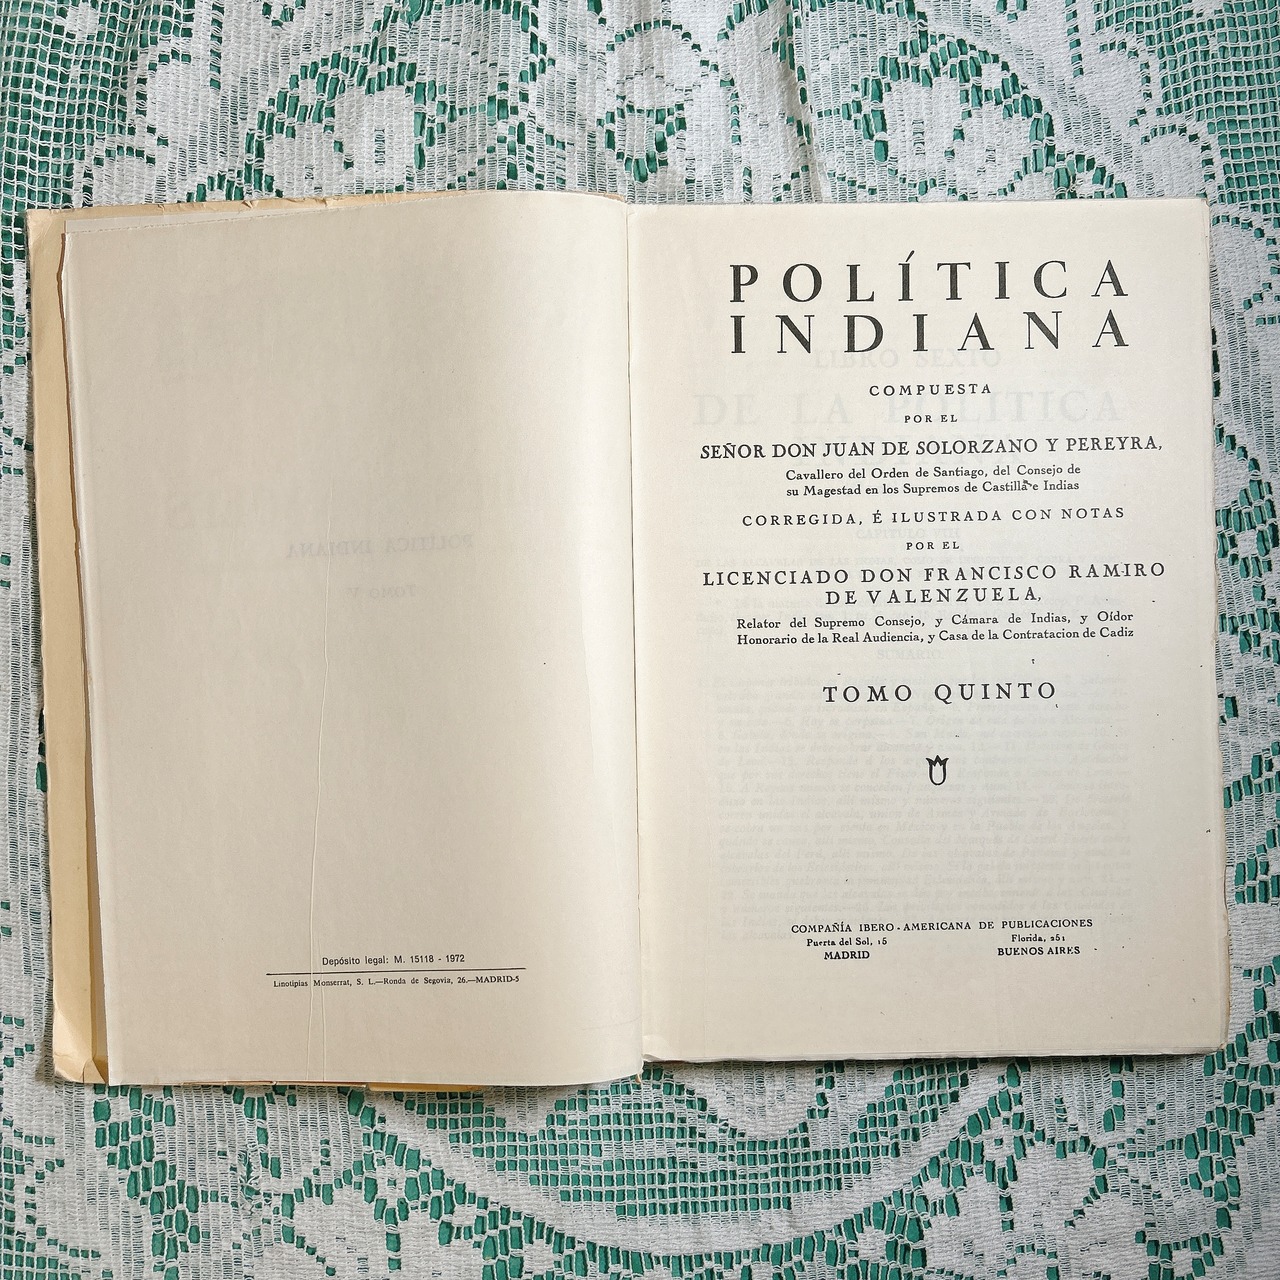 Depósito legal: M. 15118 - 1972
Linotipias Monserrat, S. L.—Ronda de Segovia, 26.—MADRID-5
POLÍTICA
INDIANA
COMPUESTA
POR EL
SEÑOR DON JUAN DE SOLORZANO Y PEREYRA,
Cavallero del Orden de Santiago, del Consejo de
su Magestad en los Supremos de Castilla e Indias
CORREGIDA, É ILUSTRADA CON NOTAS
POR EL
LICENCIADO DON FRANCISCO RAMIRO
DE VALENZUELA,
Relator del Supremo Consejo, y Cámara de Indias, y Oídor
Honorario de la Real Audiencia, y Casa de la Contratacion de Cadiz
TOMO QUINTO
COMPAÑÍA IBERO-AMERICANA DE PUBLICACIONES
Puerta del Sol, 15 Florida, 251
MADRID BUENOS AIRES